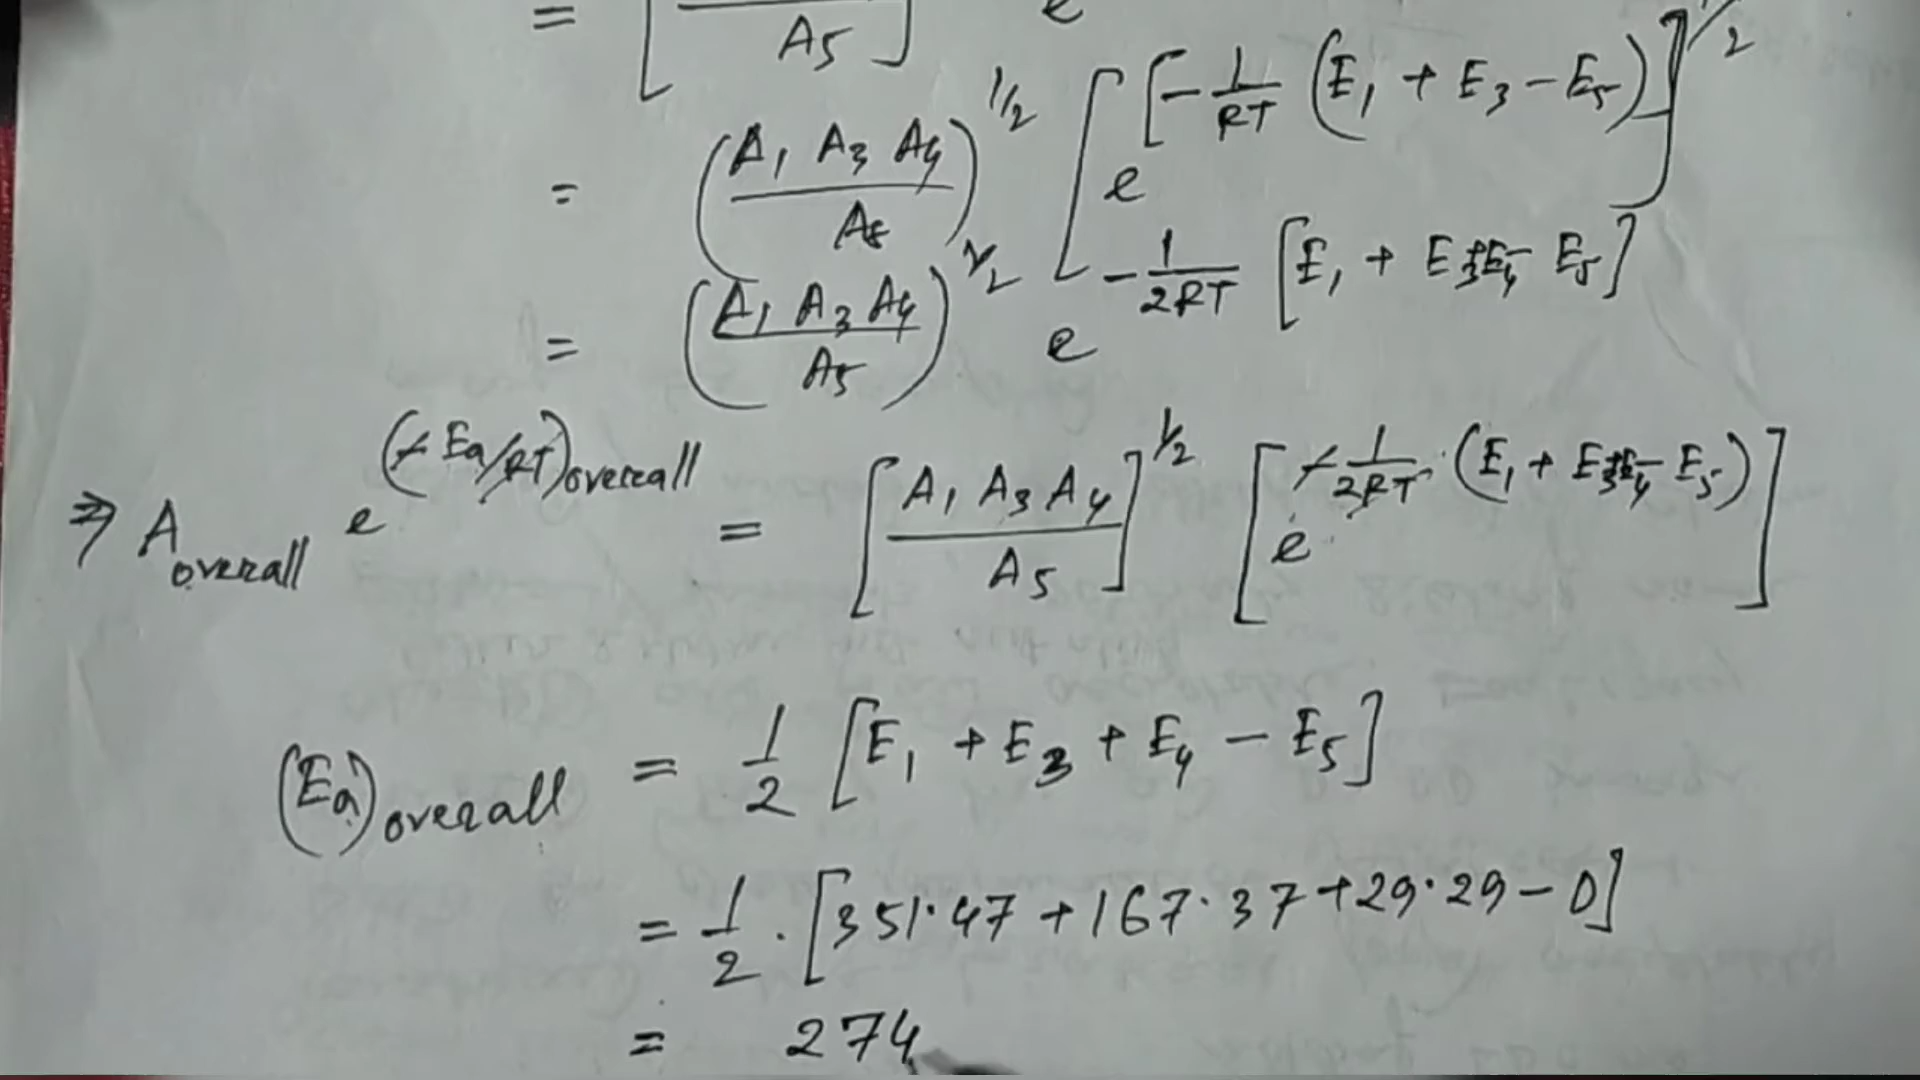 = [ / A5 ] e
= (A1 A3 A4 / A5)^1/2 [e^[-1/RT (E1 + E3 - E5)]]^1/2
= (A1 A3 A4 / A5)^1/2 e^-1/2RT [E1 + E3+E4- E5]
⇒ A overall e^(-Ea/RT)overall = [A1 A3 A4 / A5]^1/2 [e^-1/2RT (E1 + E3+E4- E5)]
(Ea)overall = 1/2 [E1 + E3 + E4 - E5]
= 1/2 . [351.47 + 167.37 + 29.29 - 0]
= 274